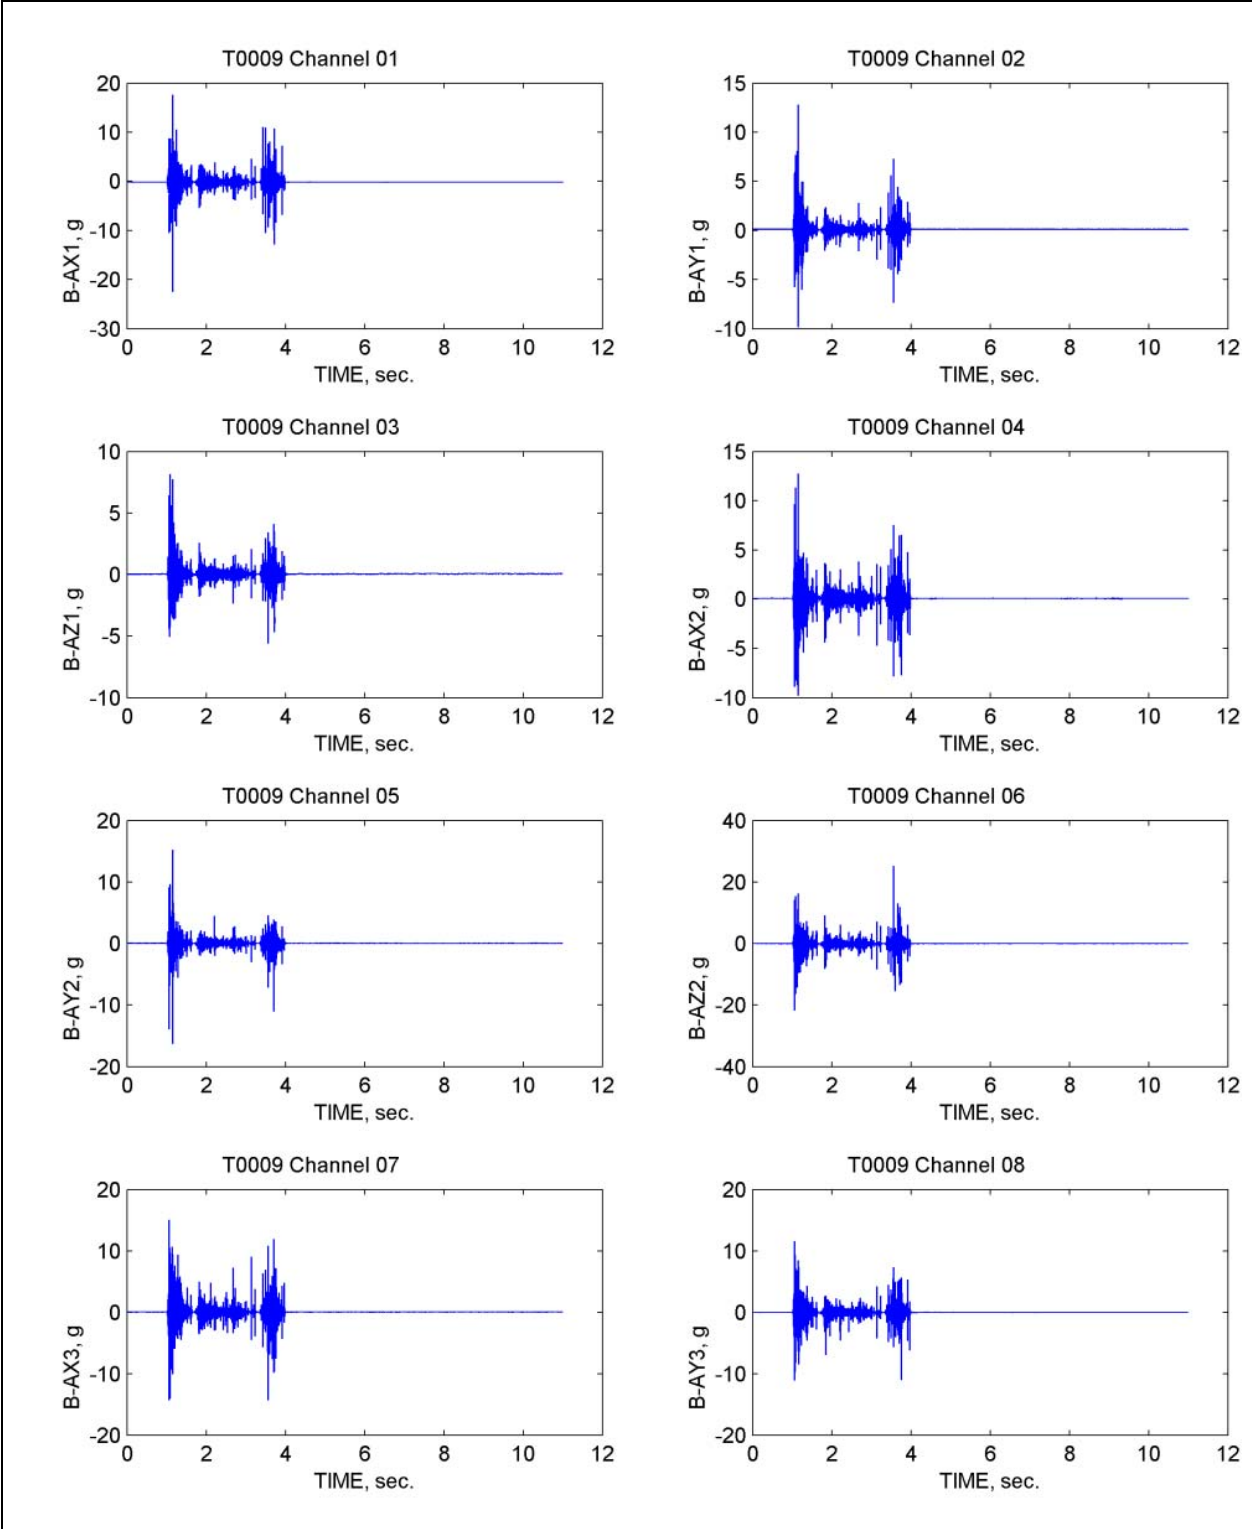 T0009 Channel 01
20
10
0
-10
-20
-30
B-AX1, g
0 2 4 6 8 10 12
TIME, sec.
T0009 Channel 02
15
10
5
0
-5
-10
B-AY1, g
0 2 4 6 8 10 12
TIME, sec.
T0009 Channel 03
10
5
0
-5
-10
B-AZ1, g
0 2 4 6 8 10 12
TIME, sec.
T0009 Channel 04
15
10
5
0
-5
-10
B-AX2, g
0 2 4 6 8 10 12
TIME, sec.
T0009 Channel 05
20
10
0
-10
-20
B-AY2, g
0 2 4 6 8 10 12
TIME, sec.
T0009 Channel 06
40
20
0
-20
-40
B-AZ2, g
0 2 4 6 8 10 12
TIME, sec.
T0009 Channel 07
20
10
0
-10
-20
B-AX3, g
0 2 4 6 8 10 12
TIME, sec.
T0009 Channel 08
20
10
0
-10
-20
B-AY3, g
0 2 4 6 8 10 12
TIME, sec.